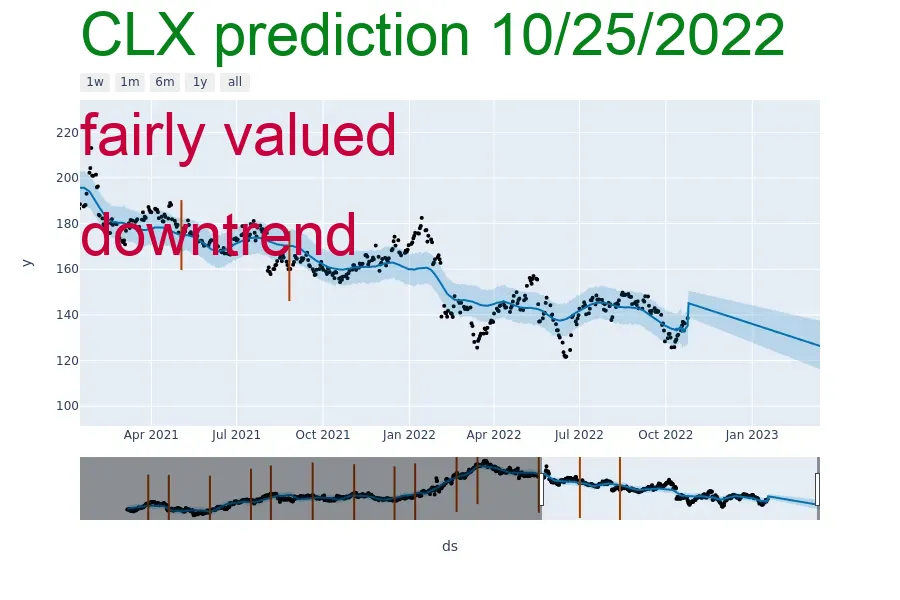 CLX prediction 10/25/2022
1w 1m 6m 1y all
fairly valued
downtrend
220
200
180
160
140
120
100
y
Apr 2021 Jul 2021 Oct 2021 Jan 2022 Apr 2022 Jul 2022 Oct 2022 Jan 2023
ds